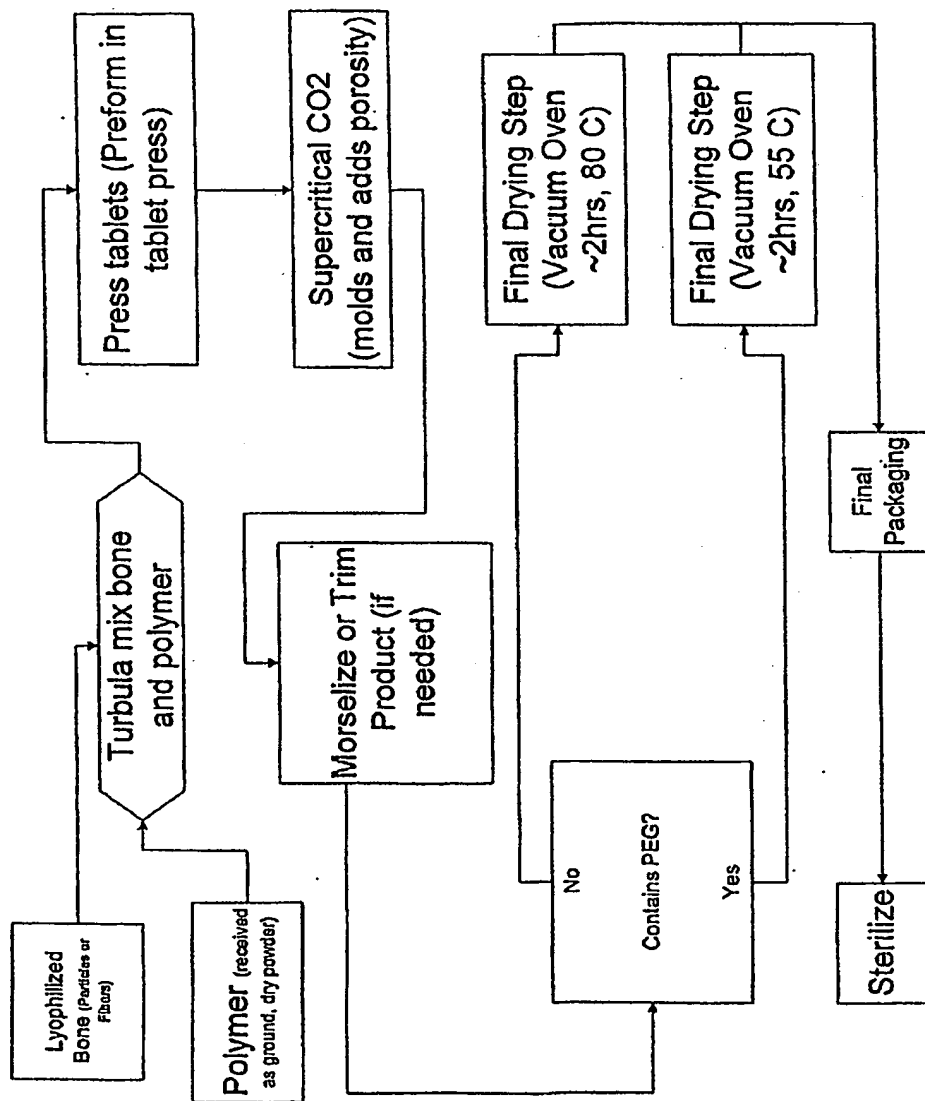 Lyophilized
Bone (Particles or
Fibers)
Polymer (received
as ground, dry powder)
Turbula mix bone
and polymer
Press tablets (Preform in
tablet press)
Supercritical CO2
(molds and adds porosity)
Morselize or Trim
Product (if
needed)
Contains PEG?
No
Yes
Final Drying Step
(Vacuum Oven
~2hrs, 80 C)
Final Drying Step
(Vacuum Oven
~2hrs, 55 C)
Final
Packaging
Sterilize